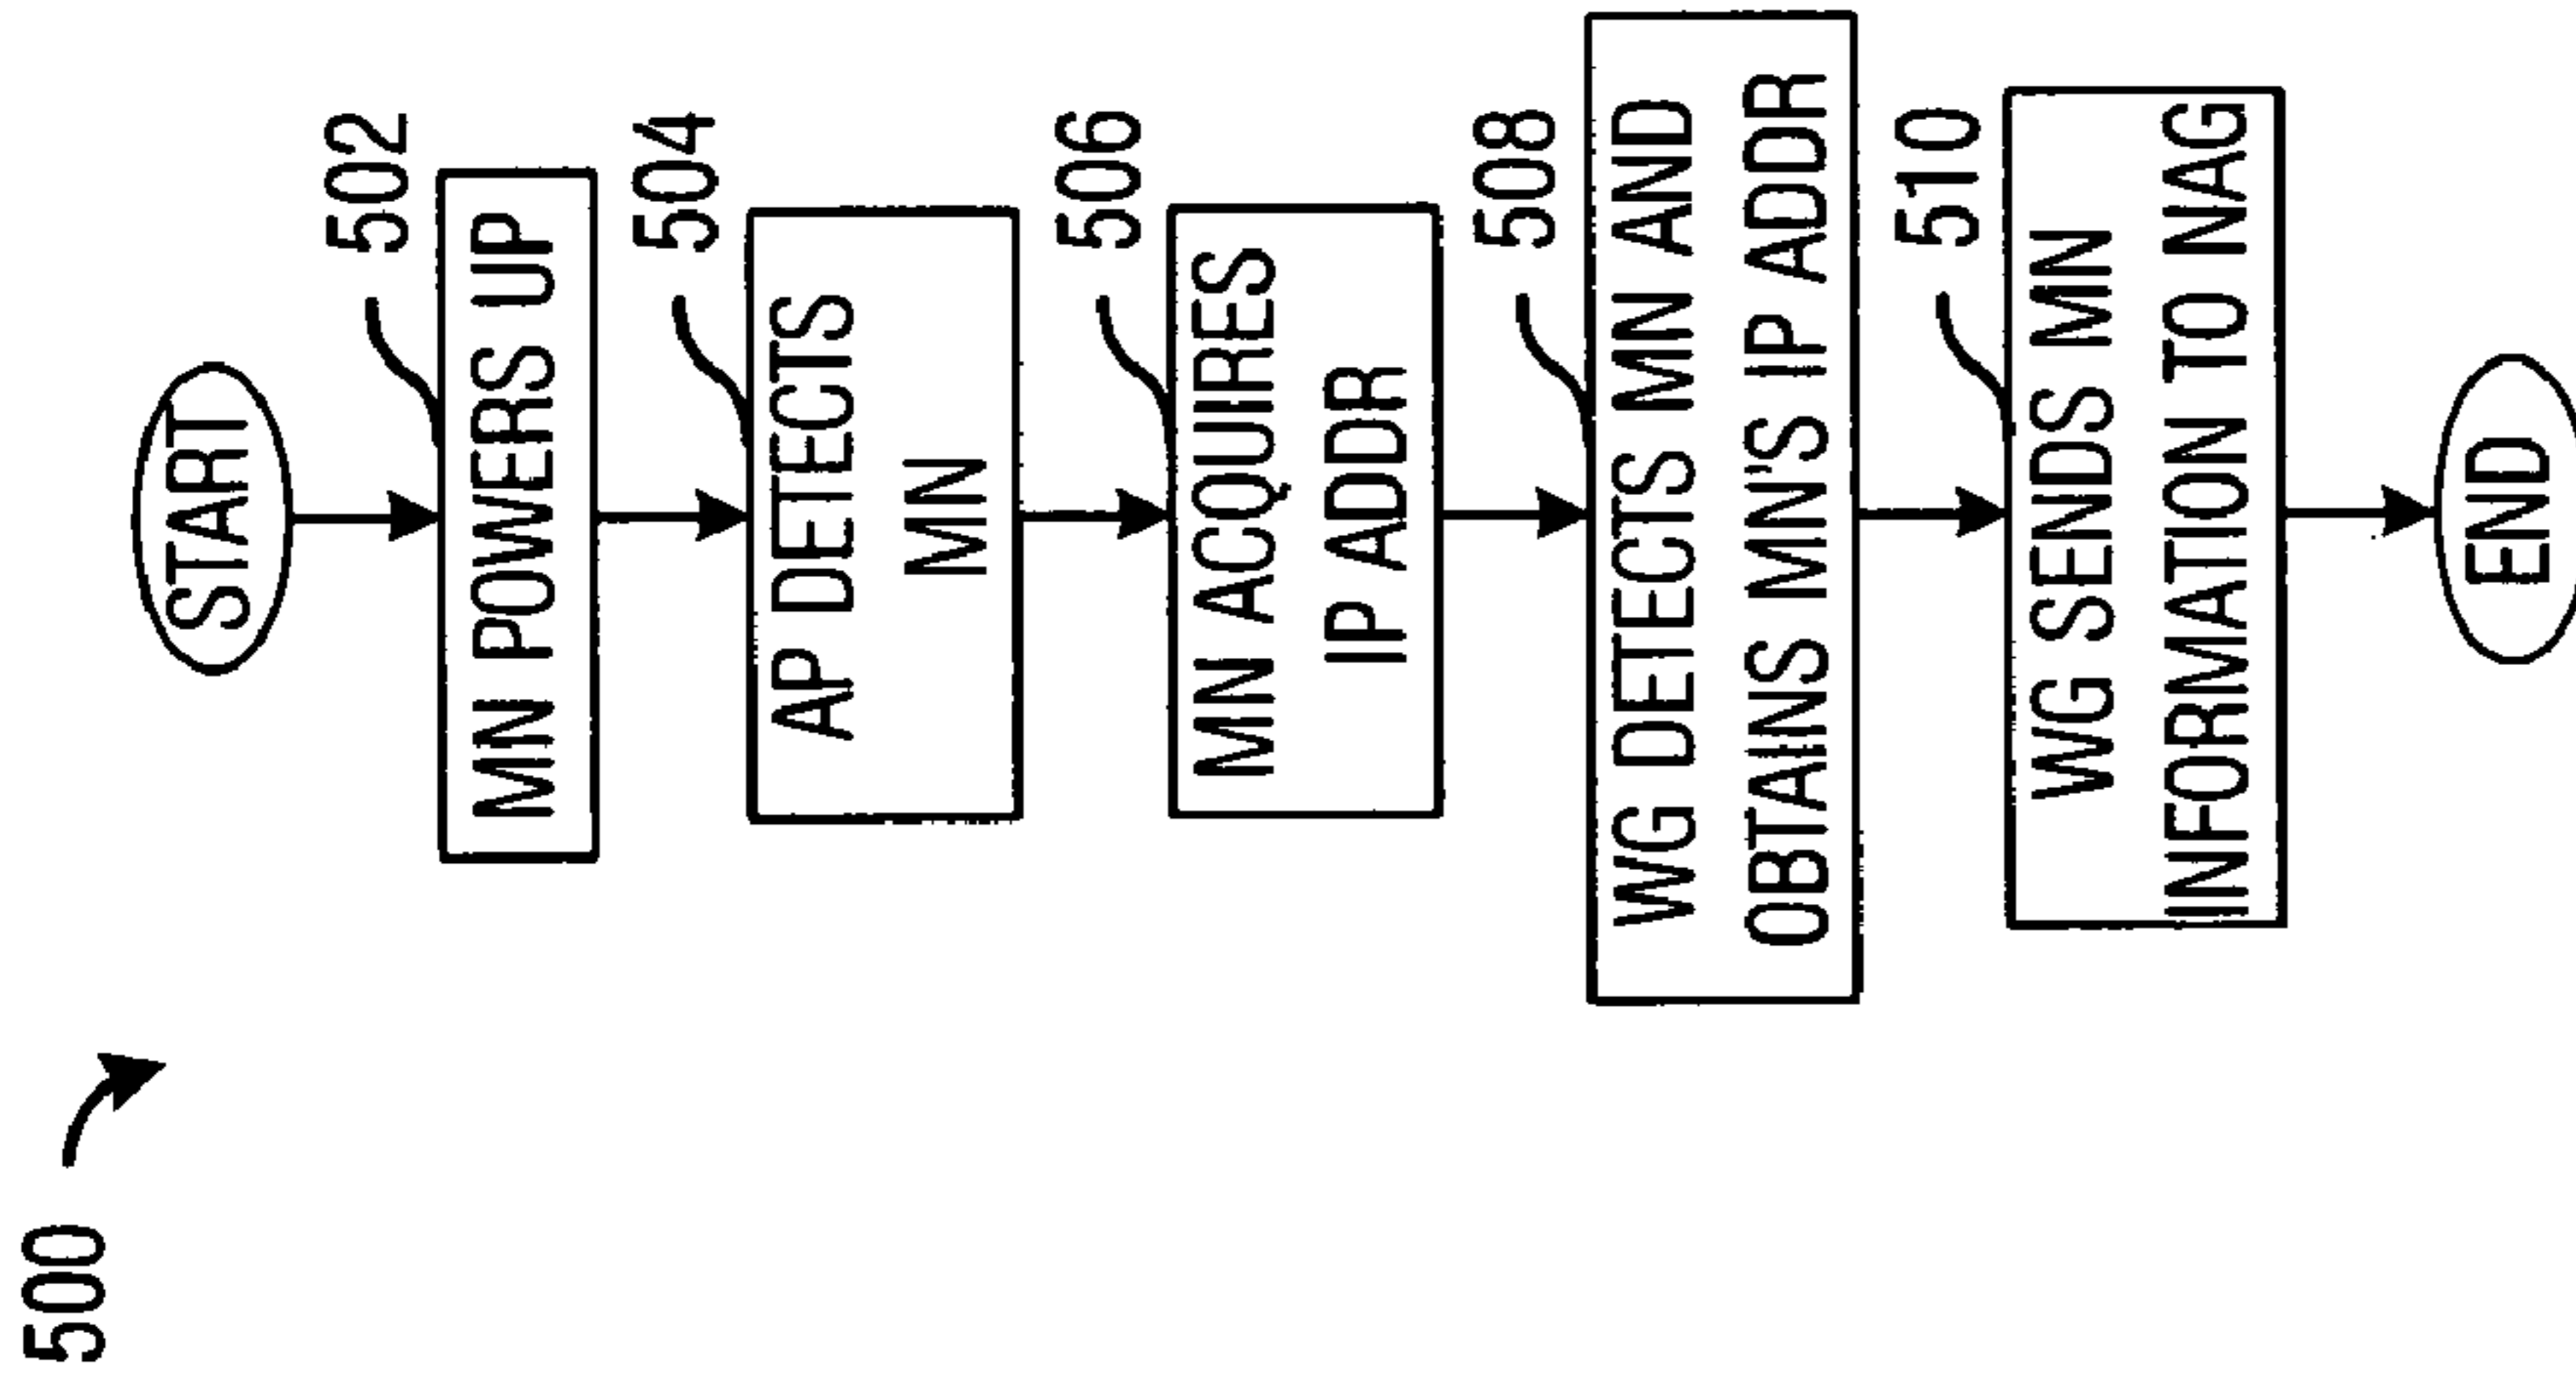 500
START
502
MN POWERS UP
504
AP DETECTS
MN
506
MN ACQUIRES
IP ADDR
508
WG DETECTS MN AND
OBTAINS MN'S IP ADDR
510
WG SENDS MN
INFORMATION TO NAG
END